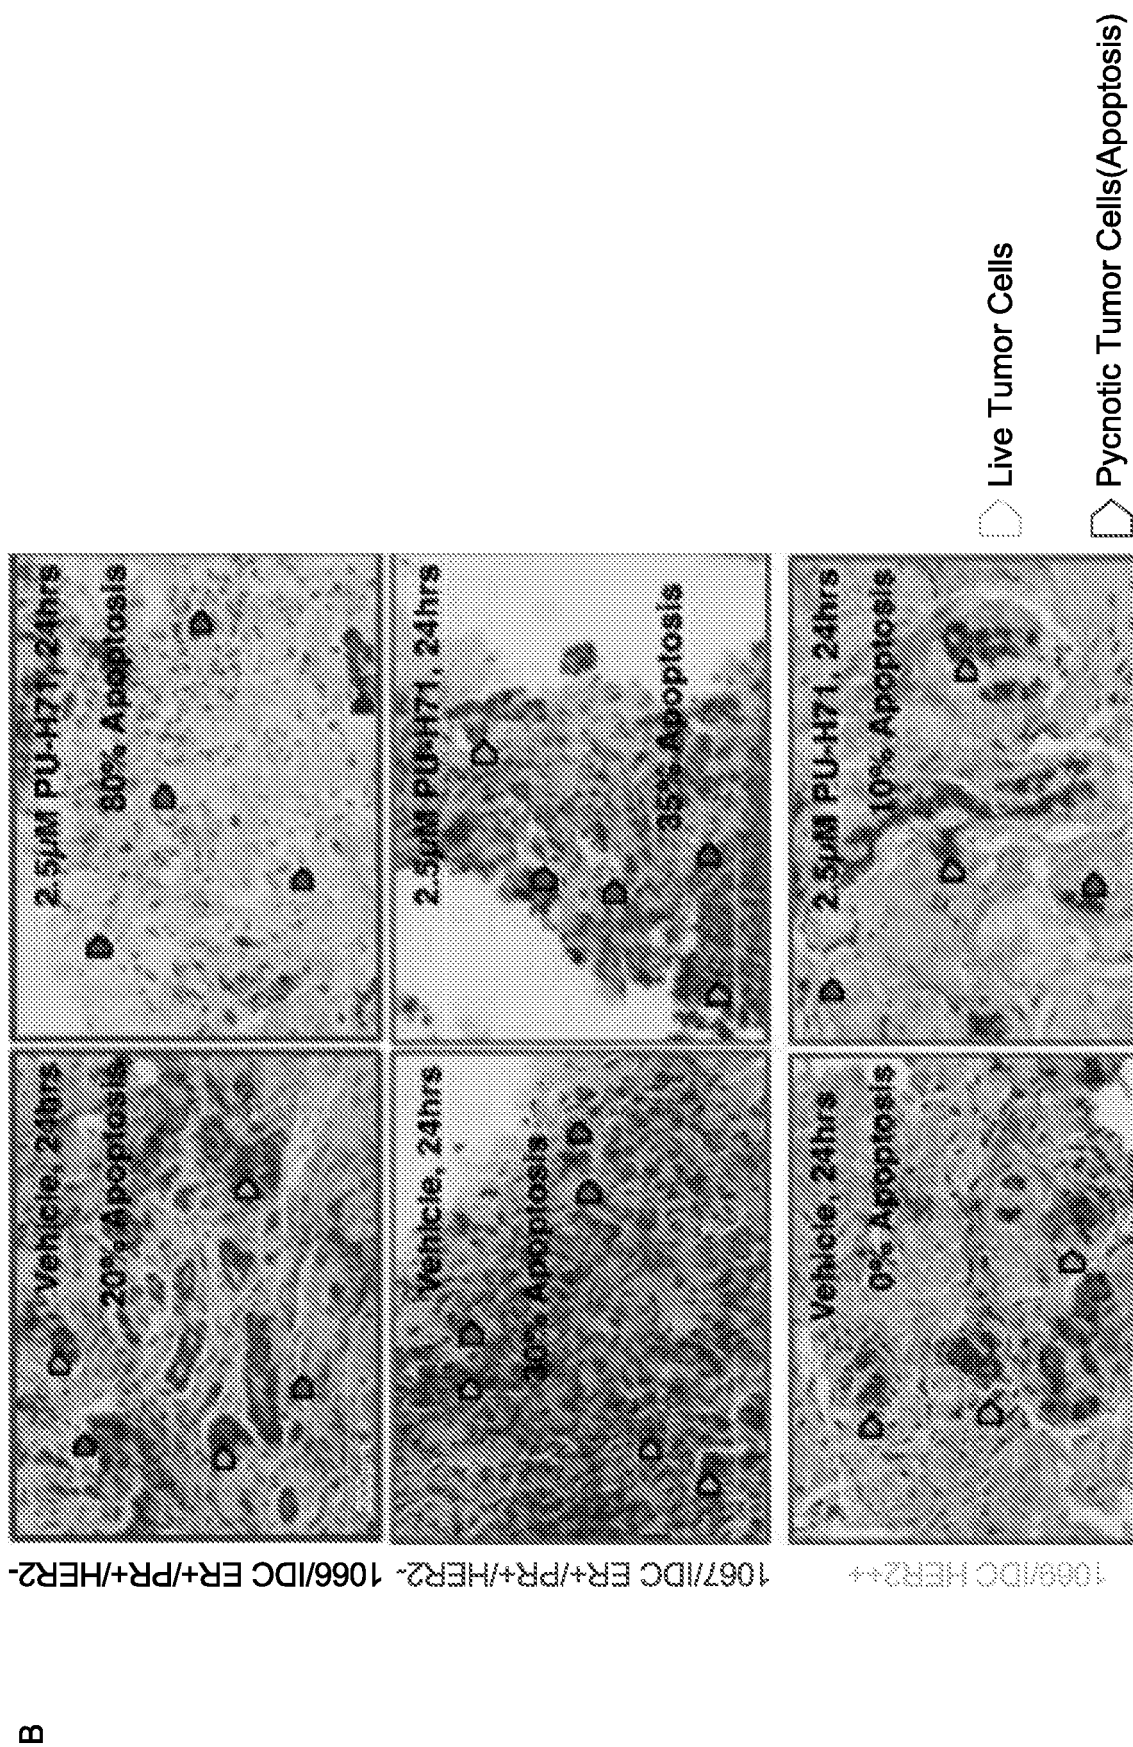 B
1066/IDC ER+/PR+/HER2-
Vehicle, 24hrs
20% Apoptosis
2.5µM PU-H71, 24hrs
80% Apoptosis
1067/IDC ER+/PR+/HER2-
Vehicle, 24hrs
30% Apoptosis
2.5µM PU-H71, 24hrs
35% Apoptosis
1069/IDC HER2++
Vehicle, 24hrs
0% Apoptosis
2.5µM PU-H71, 24hrs
10% Apoptosis
Live Tumor Cells
Pycnotic Tumor Cells(Apoptosis)